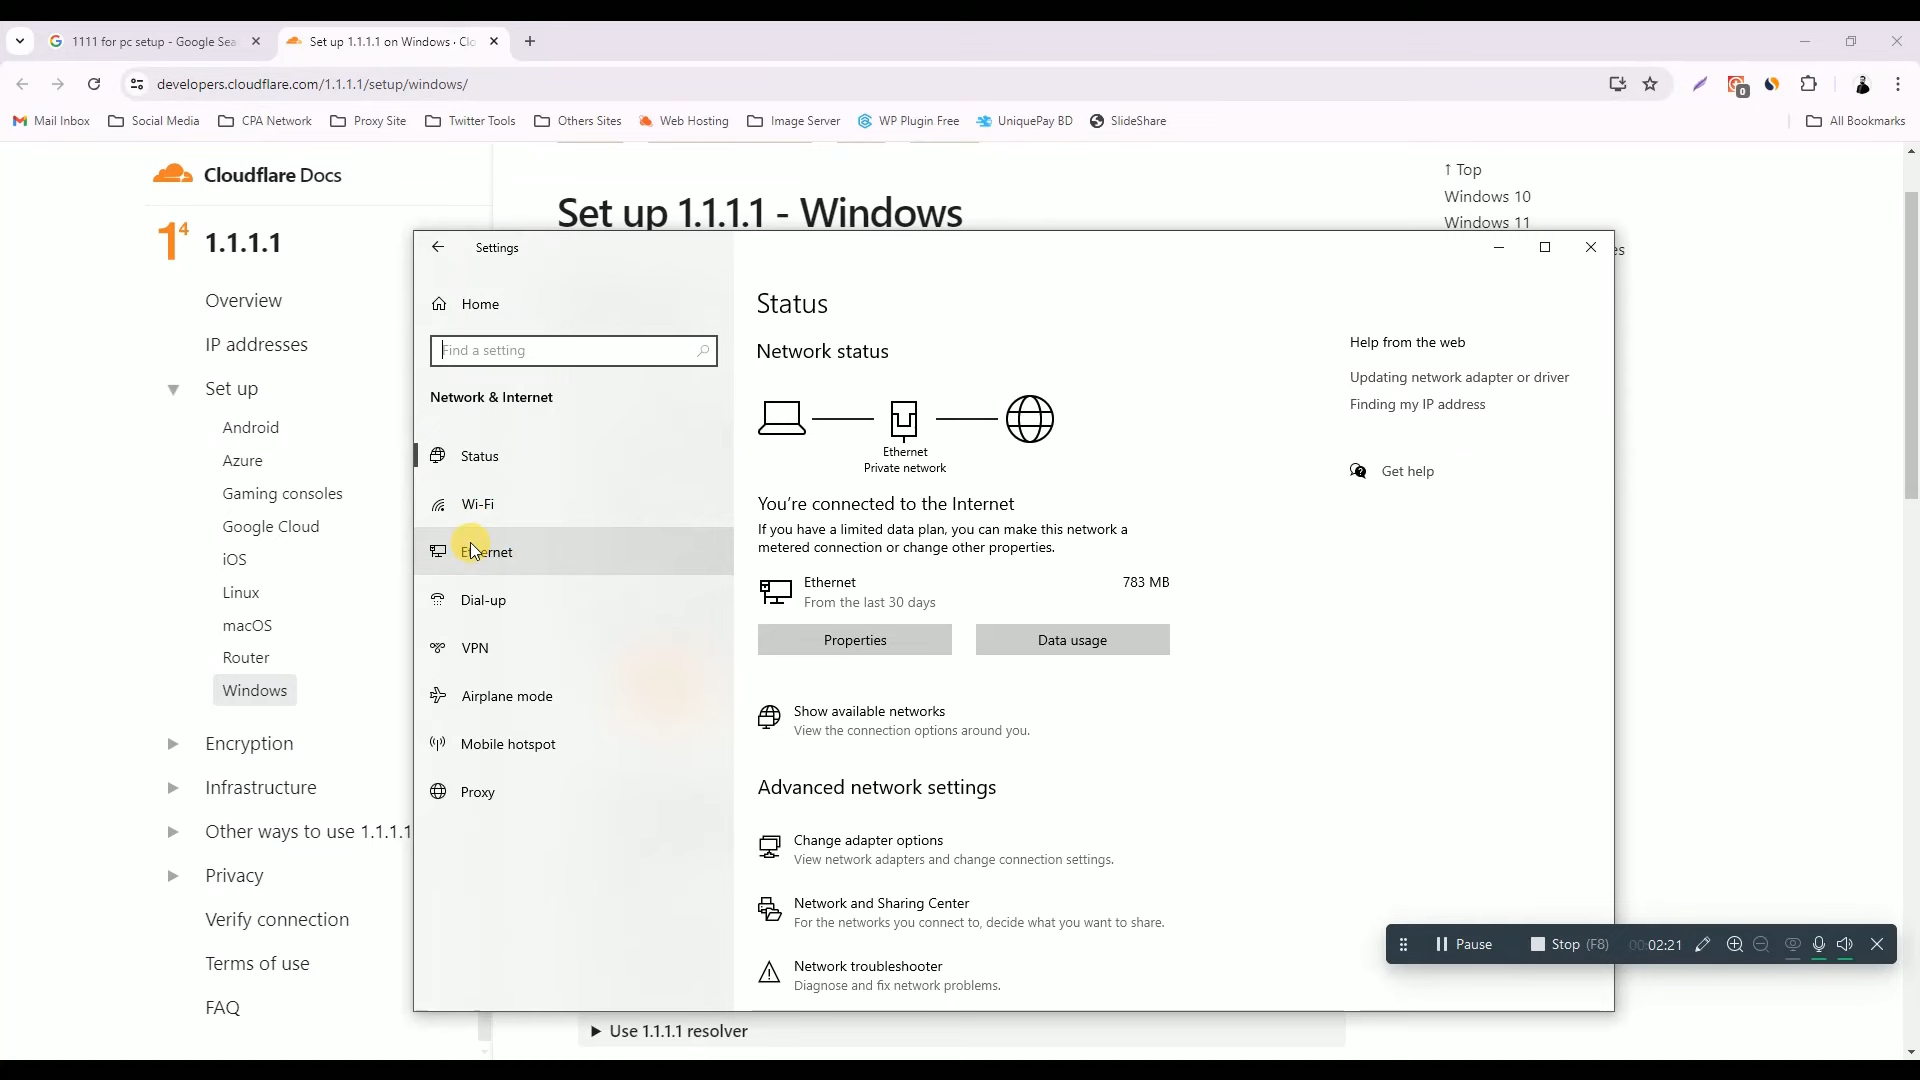 1111 for pc setup - Google Sea
Set up 1.1.1.1 on Windows · Clo
developers.cloudflare.com/1.1.1.1/setup/windows/
0
Mail Inbox
Social Media
CPA Network
Proxy Site
Twitter Tools
Others Sites
Web Hosting
Image Server
WP Plugin Free
UniquePay BD
SlideShare
All Bookmarks
Cloudflare Docs
1⁴ 1.1.1.1
Overview
IP addresses
Set up
Android
Azure
Gaming consoles
Google Cloud
iOS
Linux
macOS
Router
Windows
Encryption
Infrastructure
Other ways to use 1.1.1.1
Privacy
Verify connection
Terms of use
FAQ
Set up 1.1.1.1 - Windows
↑ Top
Windows 10
Windows 11
es
Settings
Home
Find a setting
Network & Internet
Status
Wi-Fi
Ethernet
Dial-up
VPN
Airplane mode
Mobile hotspot
Proxy
Status
Network status
Ethernet
Private network
You're connected to the Internet
If you have a limited data plan, you can make this network a
metered connection or change other properties.
Ethernet 783 MB
From the last 30 days
Properties Data usage
Show available networks
View the connection options around you.
Advanced network settings
Change adapter options
View network adapters and change connection settings.
Network and Sharing Center
For the networks you connect to, decide what you want to share.
Network troubleshooter
Diagnose and fix network problems.
Help from the web
Updating network adapter or driver
Finding my IP address
Get help
Pause Stop (F8) 00:02:21
Use 1.1.1.1 resolver